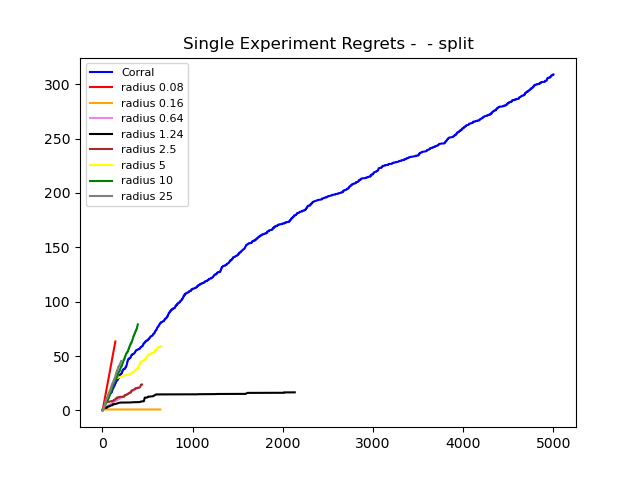 Single Experiment Regrets -  - split
Corral
radius 0.08
radius 0.16
radius 0.64
radius 1.24
radius 2.5
radius 5
radius 10
radius 25
300
250
200
150
100
50
0
0 1000 2000 3000 4000 5000